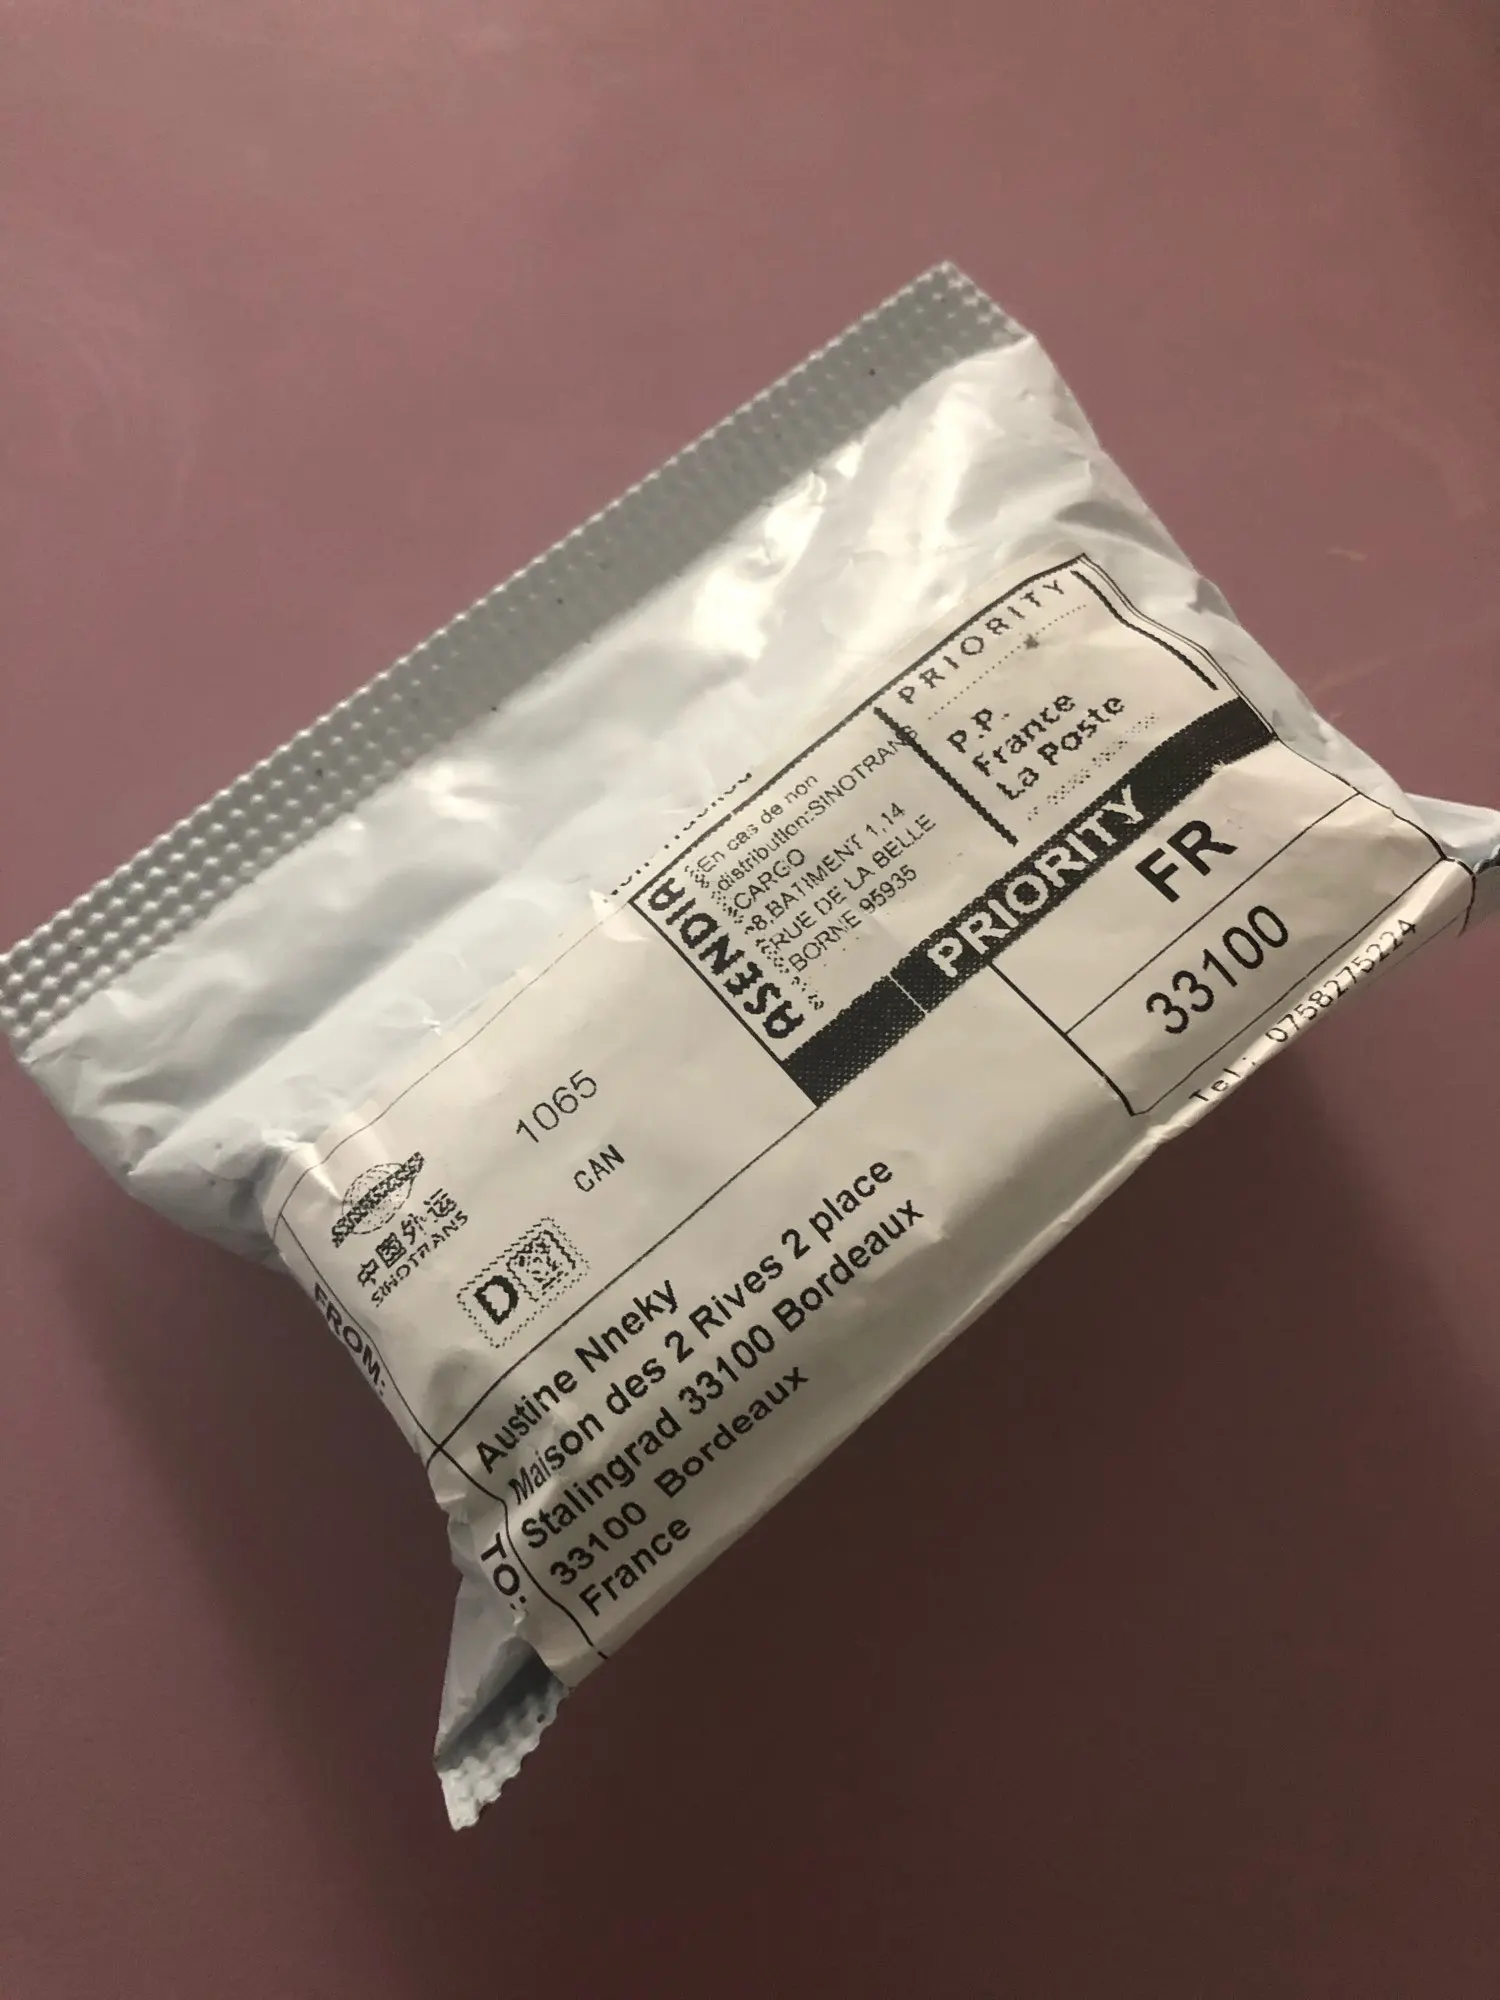 PRIORITY
P.P.
France
La Poste
ASENDIA
En cas de non
distribution:SINOTRANS
CARGO
8 BATIMENT 1,14
RUE DE LA BELLE
BORNE 95935
PRIORITY
FR
33100
Tel: 0758275224
1065
CAN
中国外运
SINOTRANS
D
FROM:
TO:
Austine Nneky
Maison des 2 Rives 2 place
Stalingrad 33100 Bordeaux
33100 Bordeaux
France